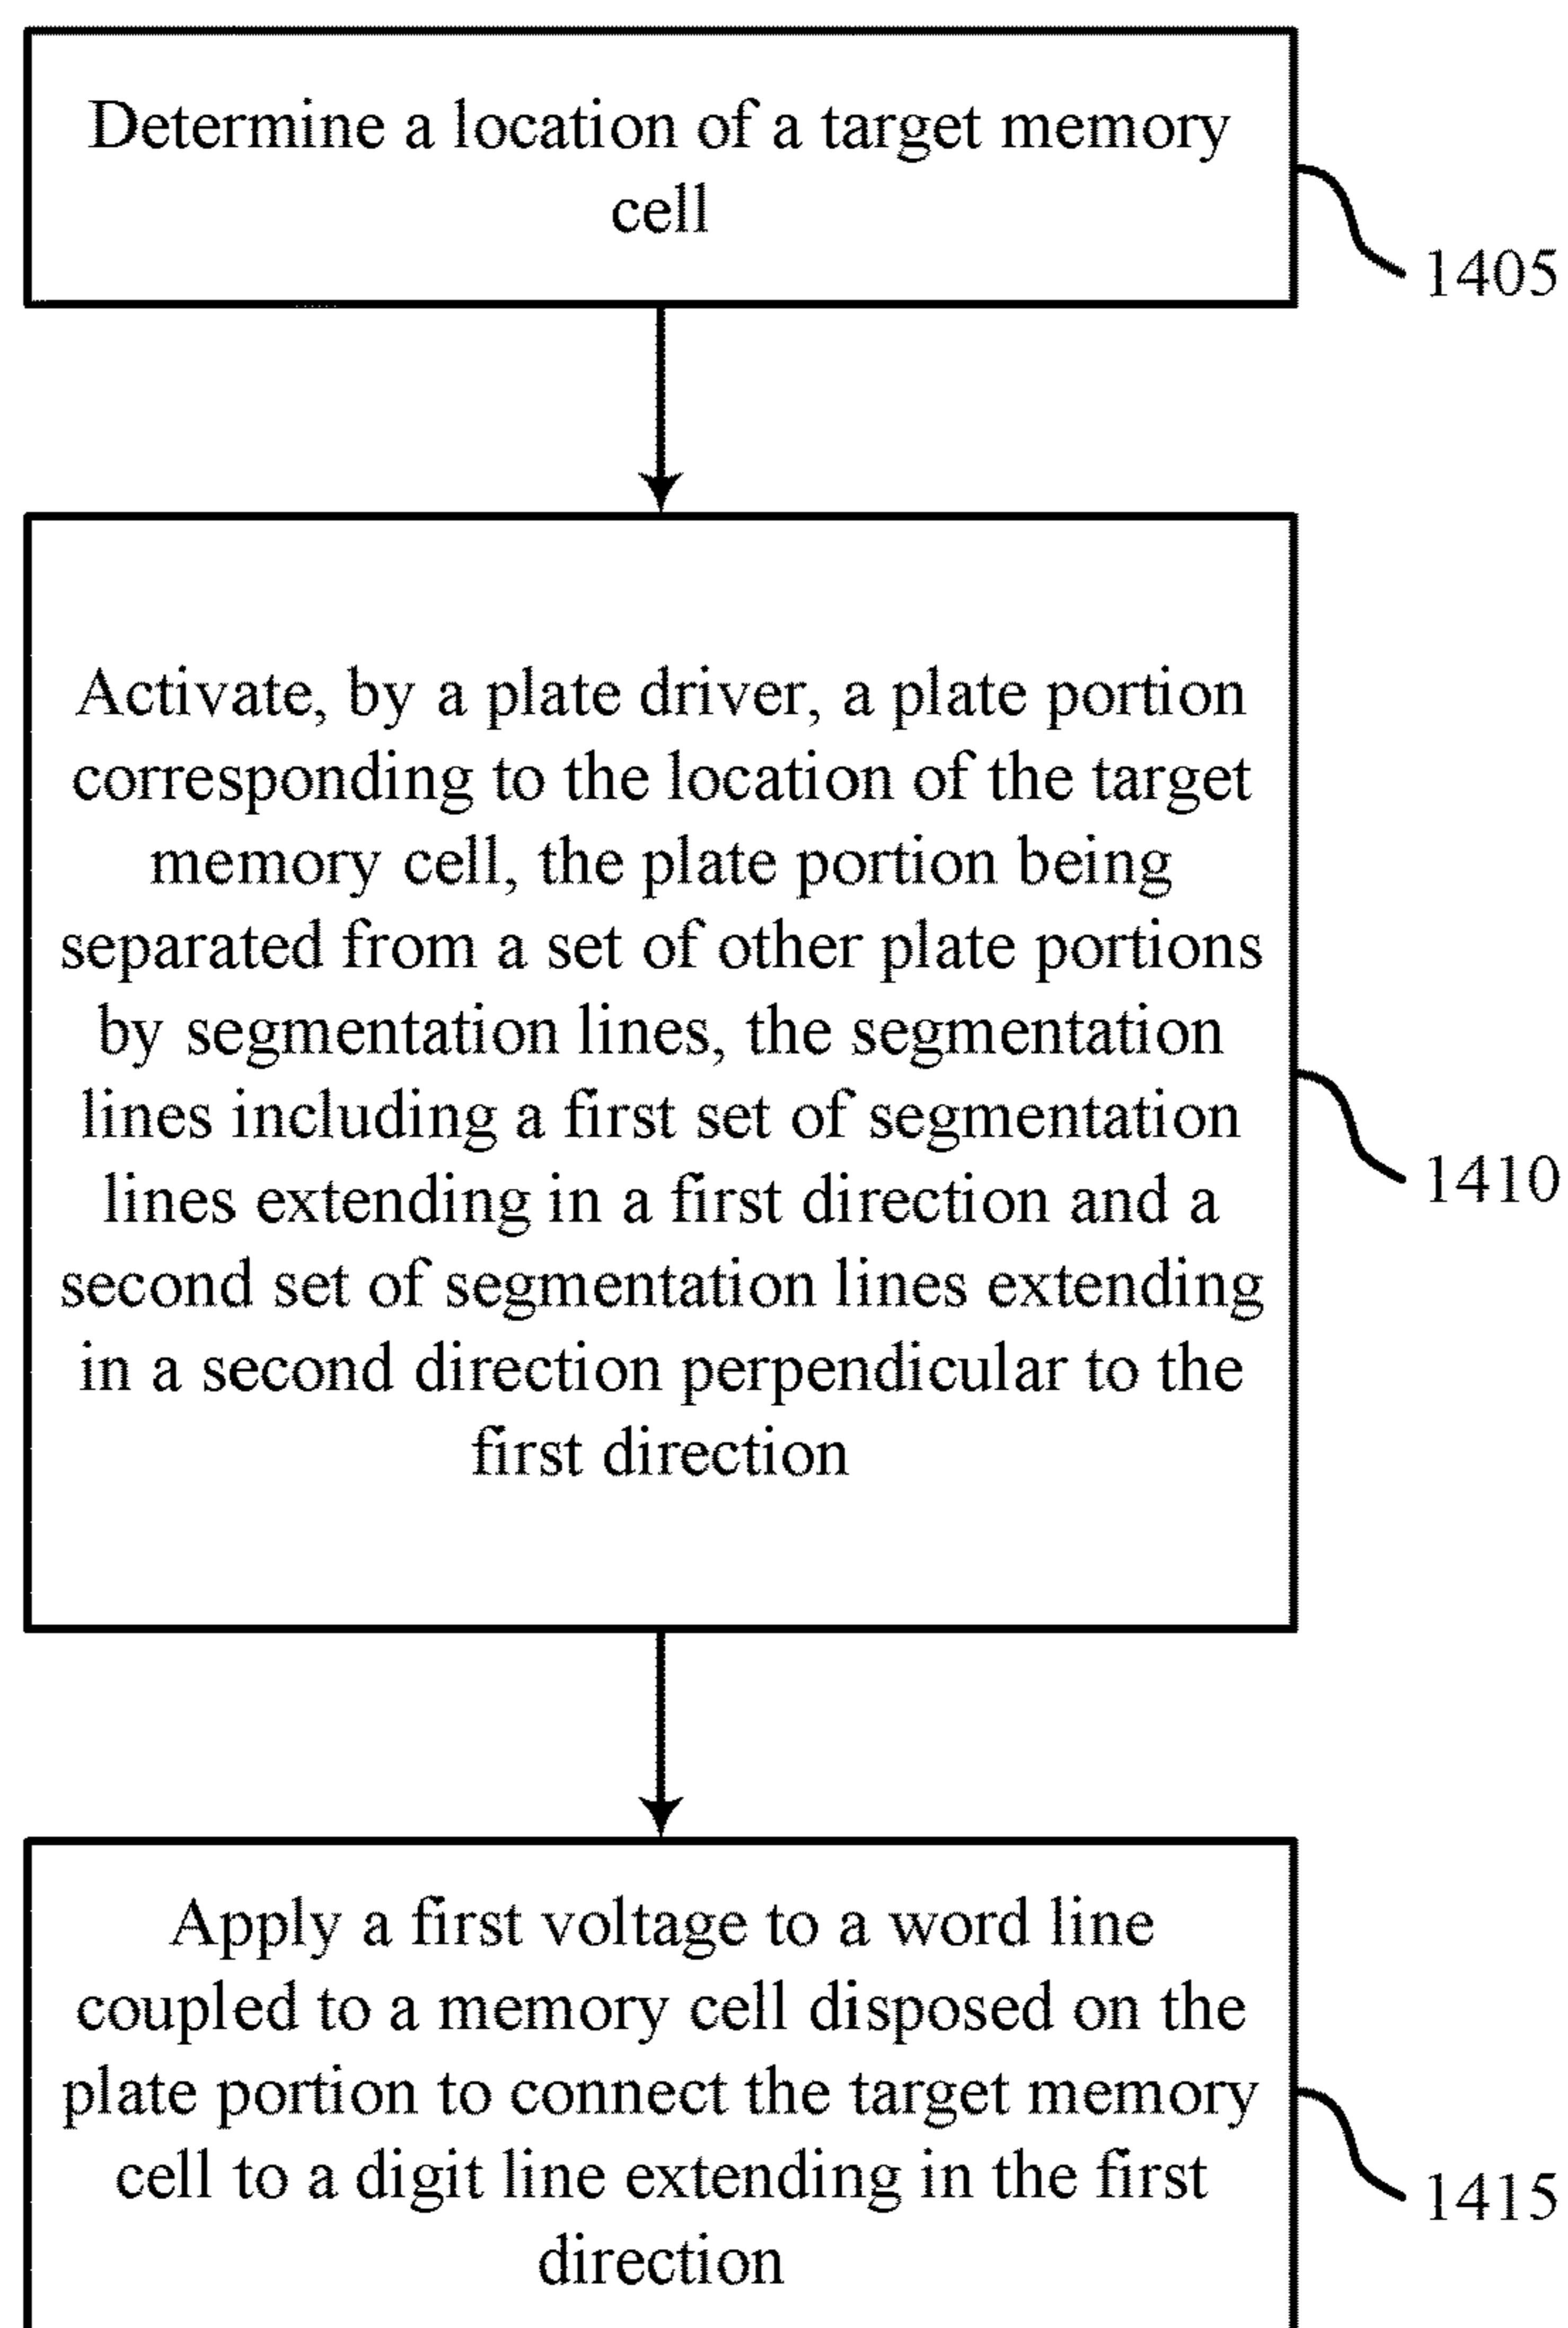 Determine a location of a target memory
cell
1405
Activate, by a plate driver, a plate portion
corresponding to the location of the target
memory cell, the plate portion being
separated from a set of other plate portions
by segmentation lines, the segmentation
lines including a first set of segmentation
lines extending in a first direction and a
second set of segmentation lines extending
in a second direction perpendicular to the
first direction
1410
Apply a first voltage to a word line
coupled to a memory cell disposed on the
plate portion to connect the target memory
cell to a digit line extending in the first
direction
1415